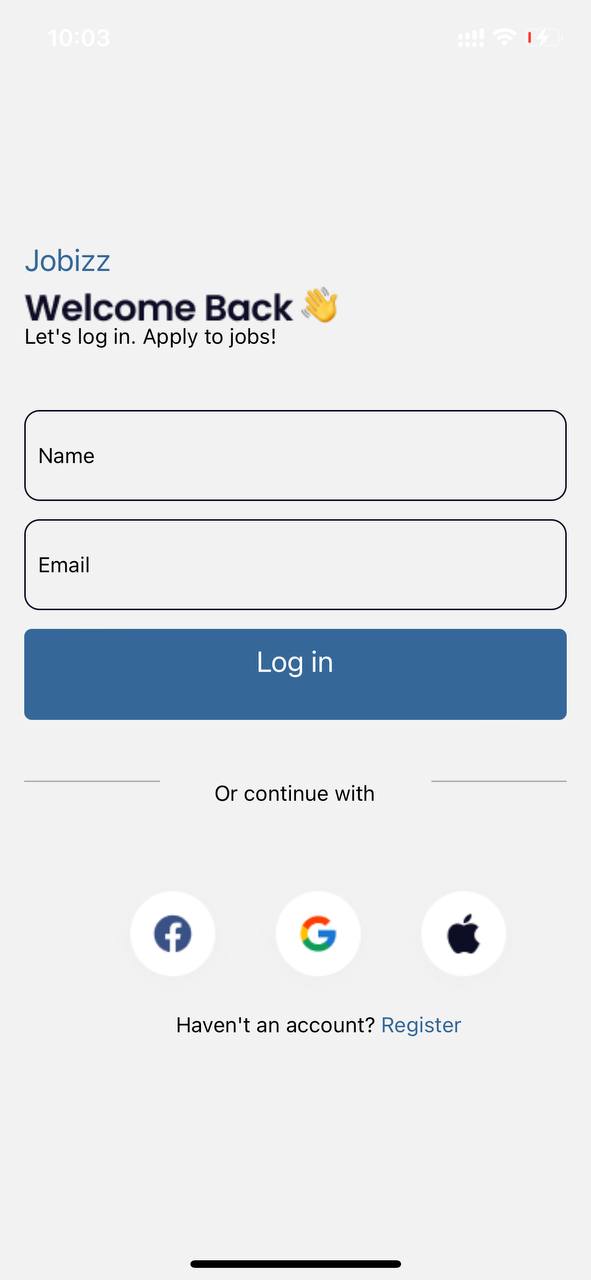 10:03
Jobizz
Welcome Back 👋
Let's log in. Apply to jobs!
Name
Email
Log in
Or continue with
Haven't an account? Register